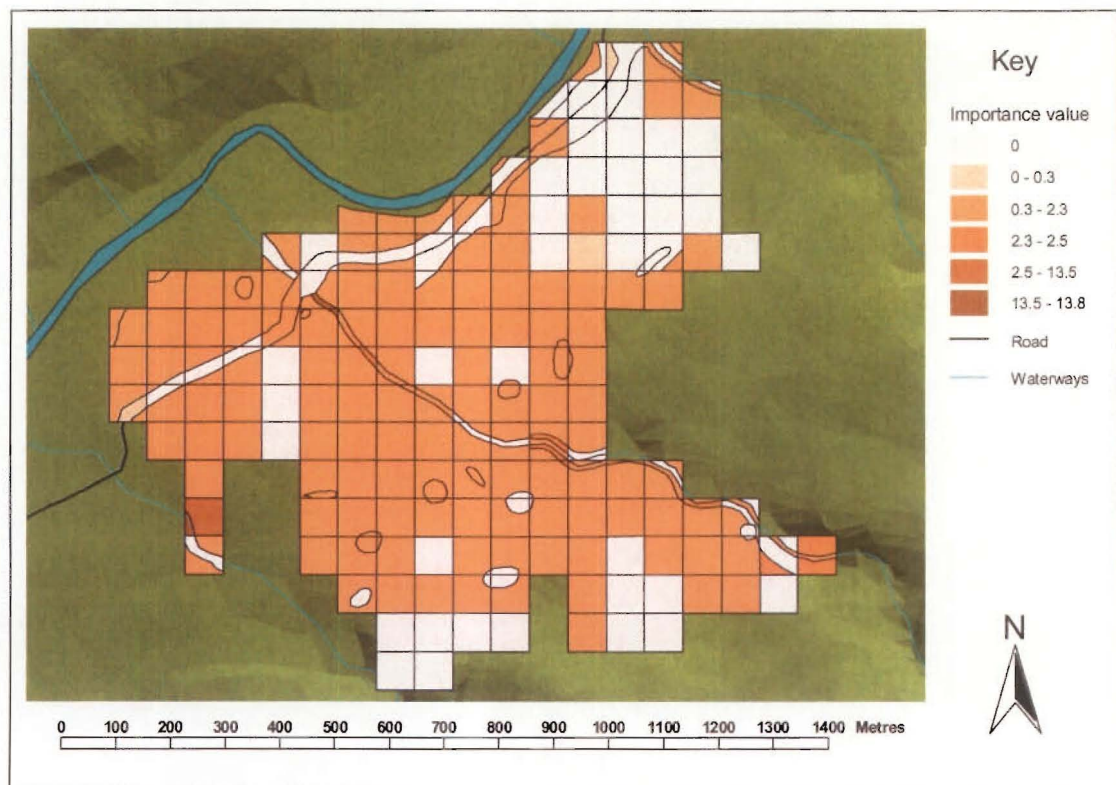 Key
Importance value
0
0 - 0.3
0.3 - 2.3
2.3 - 2.5
2.5 - 13.5
13.5 - 13.8
Road
Waterways
N
0 100 200 300 400 500 600 700 800 900 1000 1100 1200 1300 1400 Metres